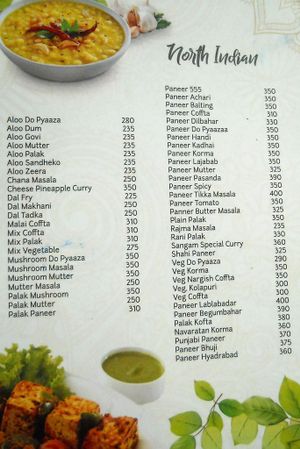 North Indian
Aloo Do Pyaaza 280
Aloo Dum 235
Aloo Govi 235
Aloo Mutter 235
Aloo Palak 235
Aloo Sandheko 235
Aloo Zeera 235
Chana Masala 250
Cheese Pineapple Curry 350
Dal Fry 225
Dal Makhani 250
Dal Tadka 250
Malai Coffta 310
Mix Coffta 310
Mix Palak 310
Mix Vegetable 275
Mushroom Do Pyaaza 350
Mushroom Masala 350
Mushroom Mutter 350
Mutter Masala 250
Palak Mushroom 350
Palak Mutter 250
Palak Paneer 310
Paneer 555 350
Paneer Achari 350
Paneer Balting 350
Paneer Coffta 310
Paneer Dilbahar 330
Paneer Do Pyaazaa 350
Paneer Handi 350
Paneer Kadhai 350
Paneer Korma 350
Paneer Lajabab 350
Paneer Mutter 325
Paneer Pasanda 390
Paneer Spicy 350
Paneer Tikka Masala 400
Paneer Tomato 350
Panner Butter Masala 325
Plain Palak 250
Rajma Masala 235
Rani Palak 330
Sangam Special Curry 360
Shahi Paneer 325
Veg Do Pyaza 290
Veg Korma 350
Veg Nargish Coffta 350
Veg. Kolapuri 350
Veg Coffta 300
Paneer Lablabadar 400
Paneer Begumbahar 390
Palak Kofta 380
Navaratan Korma 360
Punjabi Paneer 375
Paneer Bhuji 375
Paneer Hyadrabad 360